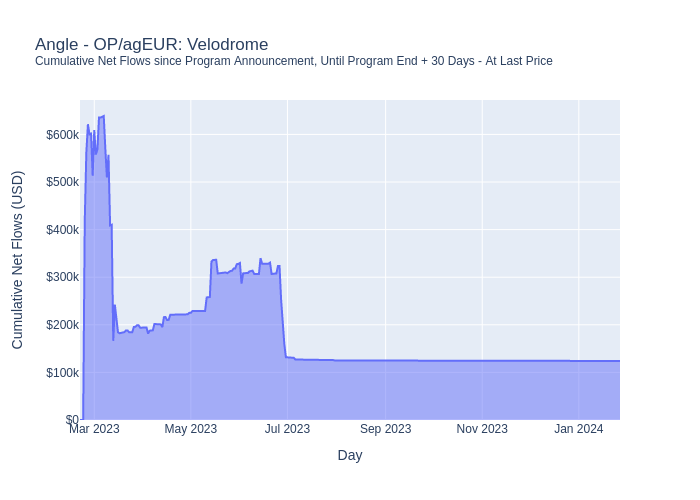 Angle - OP/agEUR: Velodrome
Cumulative Net Flows since Program Announcement, Until Program End + 30 Days - At Last Price
Cumulative Net Flows (USD)
$600k
$500k
$400k
$300k
$200k
$100k
$0
Mar 2023 May 2023 Jul 2023 Sep 2023 Nov 2023 Jan 2024
Day